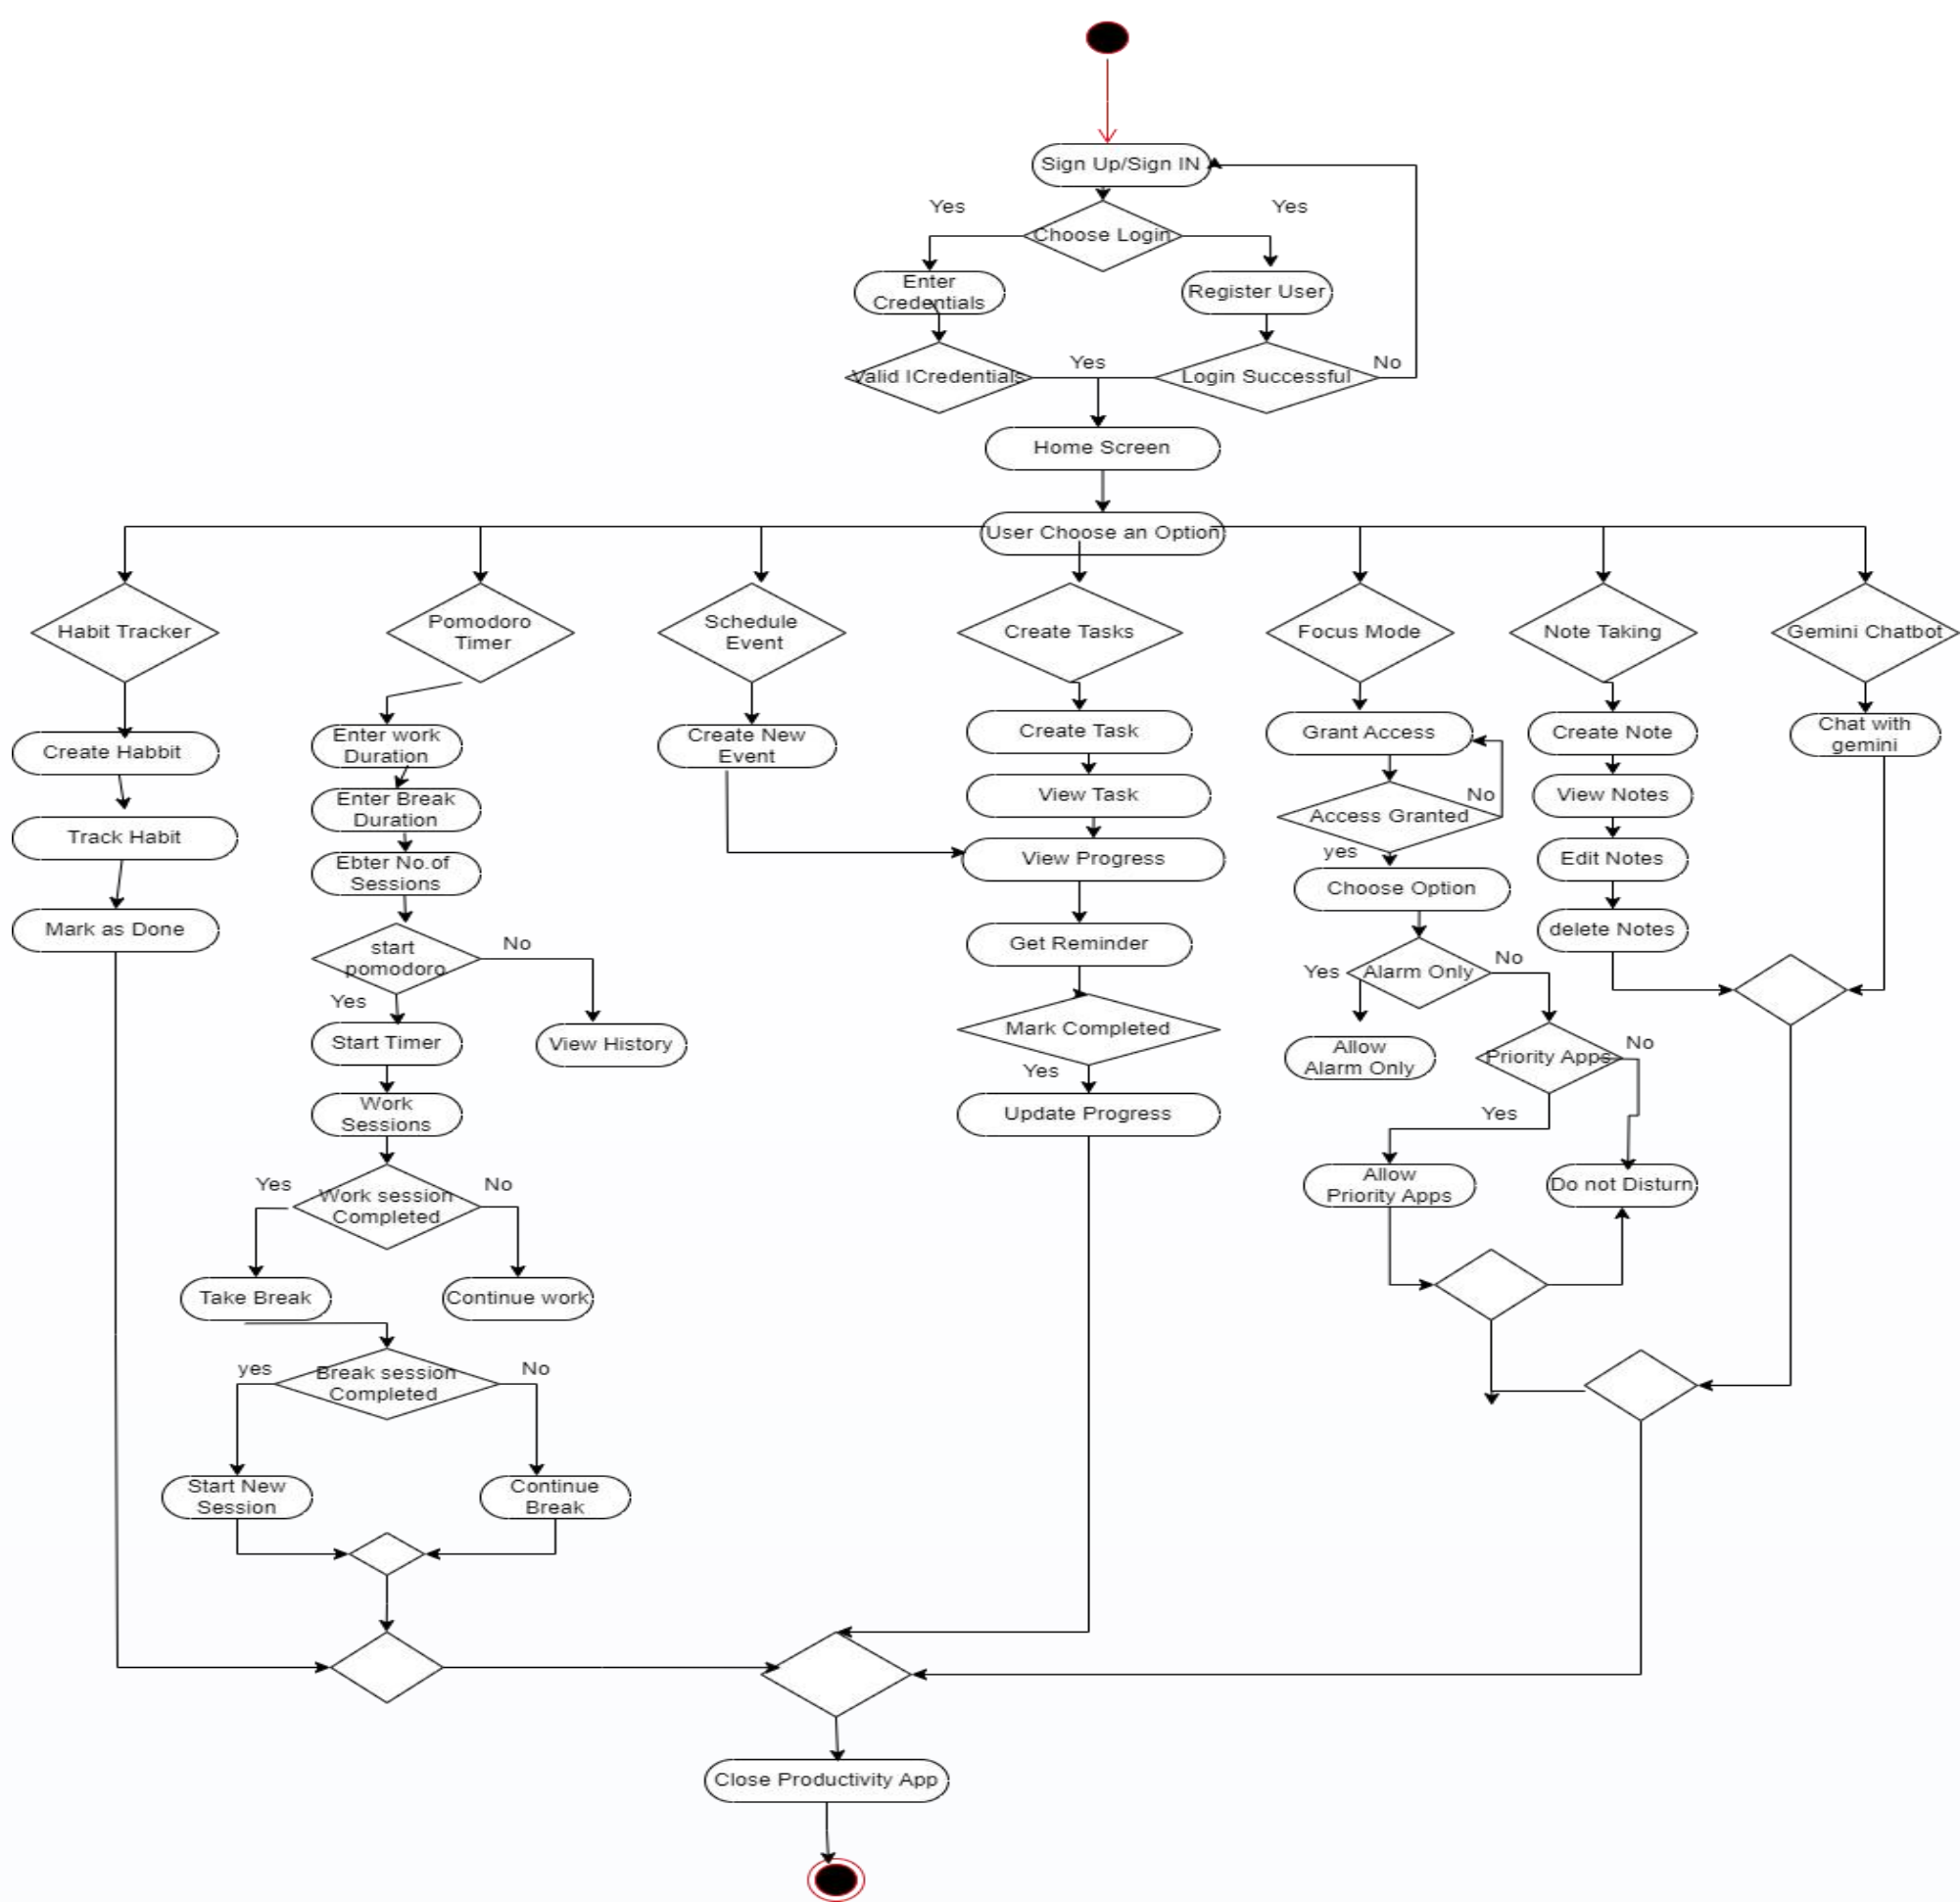 Sign Up/Sign IN
Yes
Yes
Choose Login
Enter
Credentials
Register User
Valid ICredentials
Yes
Login Successful
No
Home Screen
User Choose an Option
Habit Tracker
Pomodoro
Timer
Schedule
Event
Create Tasks
Focus Mode
Note Taking
Gemini Chatbot
Create Habbit
Enter work
Duration
Create New
Event
Create Task
Grant Access
Create Note
Chat with
gemini
Enter Break
Duration
View Task
No
View Notes
Track Habit
Access Granted
Ebter No.of
Sessions
View Progress
yes
Edit Notes
Choose Option
Mark as Done
start
pomodoro
No
Get Reminder
delete Notes
Yes
Alarm Only
No
Yes
Start Timer
View History
Mark Completed
Allow
Alarm Only
Priority Apps
No
Yes
Work
Sessions
Update Progress
Yes
Yes
Work session
Completed
No
Allow
Priority Apps
Do not Disturn
Take Break
Continue work
yes
Break session
Completed
No
Start New
Session
Continue
Break
Close Productivity App